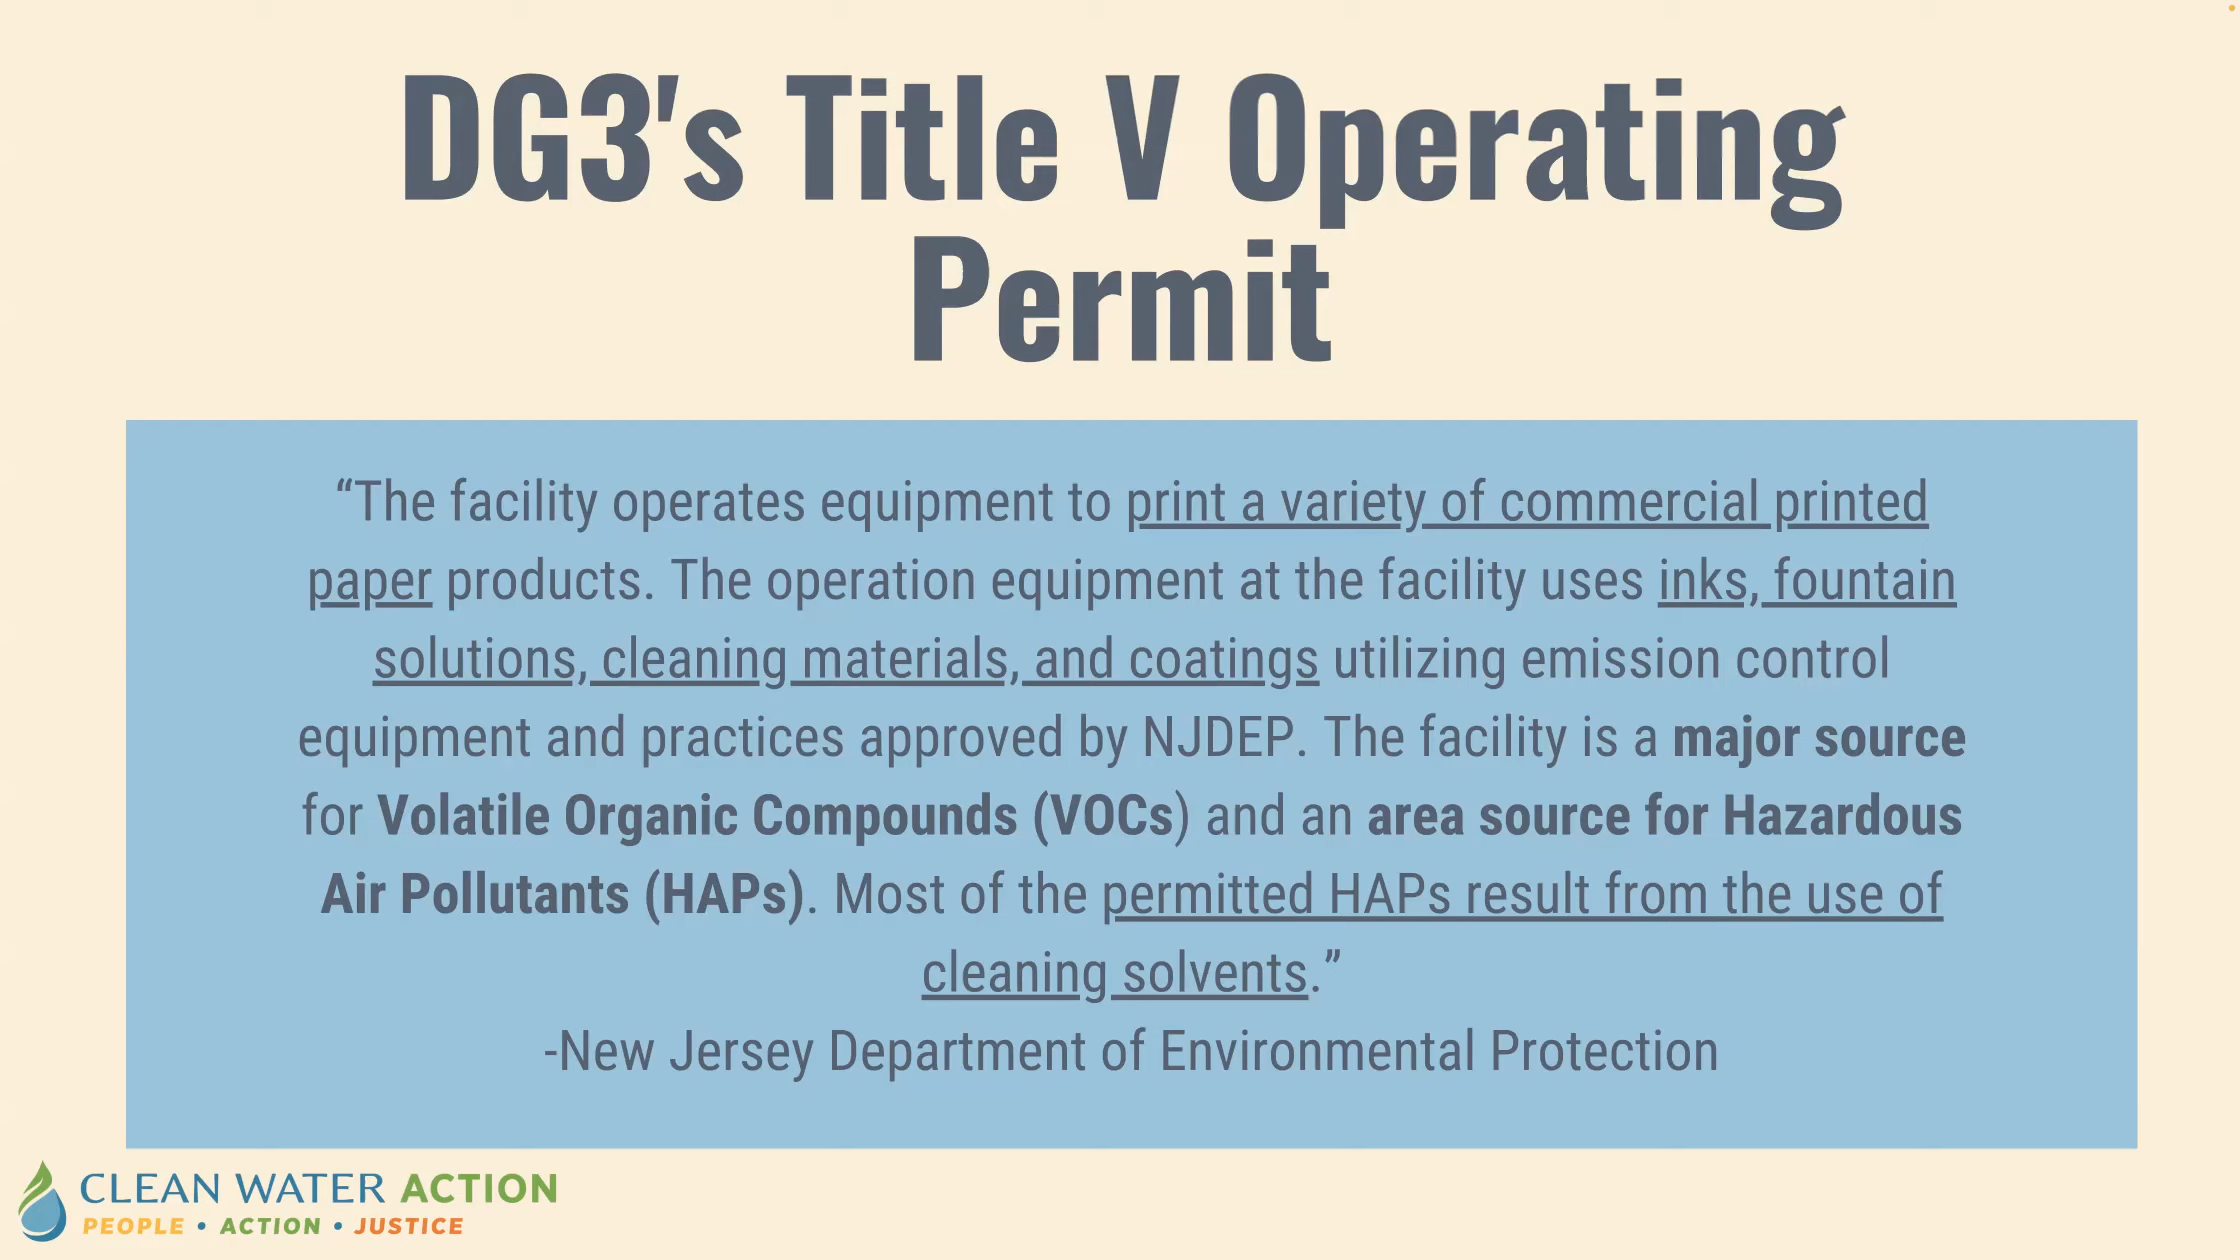 DG3's Title V Operating
Permit
“The facility operates equipment to print a variety of commercial printed
paper products. The operation equipment at the facility uses inks, fountain
solutions, cleaning materials, and coatings utilizing emission control
equipment and practices approved by NJDEP. The facility is a major source
for Volatile Organic Compounds (VOCs) and an area source for Hazardous
Air Pollutants (HAPs). Most of the permitted HAPs result from the use of
cleaning solvents.”
-New Jersey Department of Environmental Protection
CLEAN WATER ACTION
PEOPLE • ACTION • JUSTICE